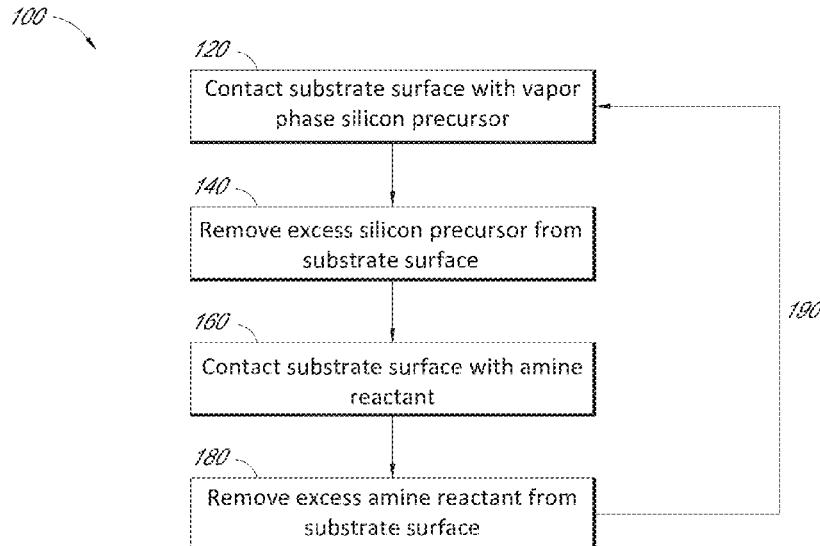 100
120
Contact substrate surface with vapor
phase silicon precursor
140
Remove excess silicon precursor from
substrate surface
160
Contact substrate surface with amine
reactant
190
180
Remove excess amine reactant from
substrate surface